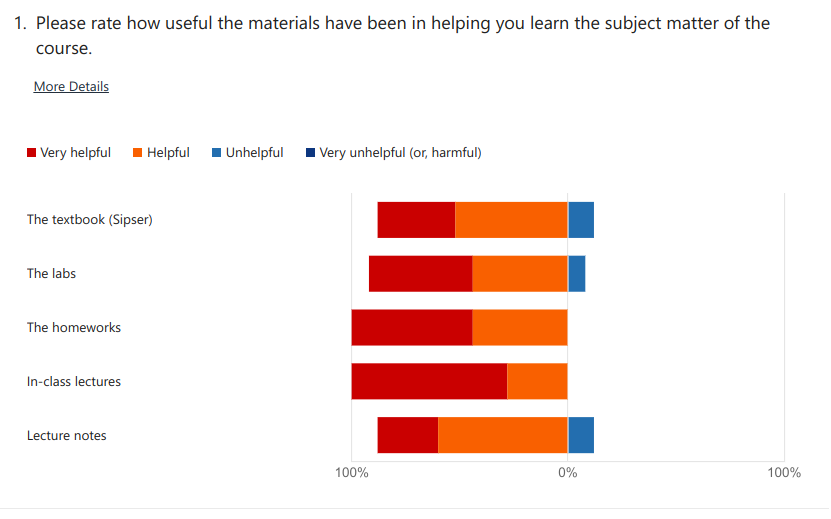 1. Please rate how useful the materials have been in helping you learn the subject matter of the
course.
More Details
Very helpful Helpful Unhelpful Very unhelpful (or, harmful)
The textbook (Sipser)
The labs
The homeworks
In-class lectures
Lecture notes
100% 0% 100%